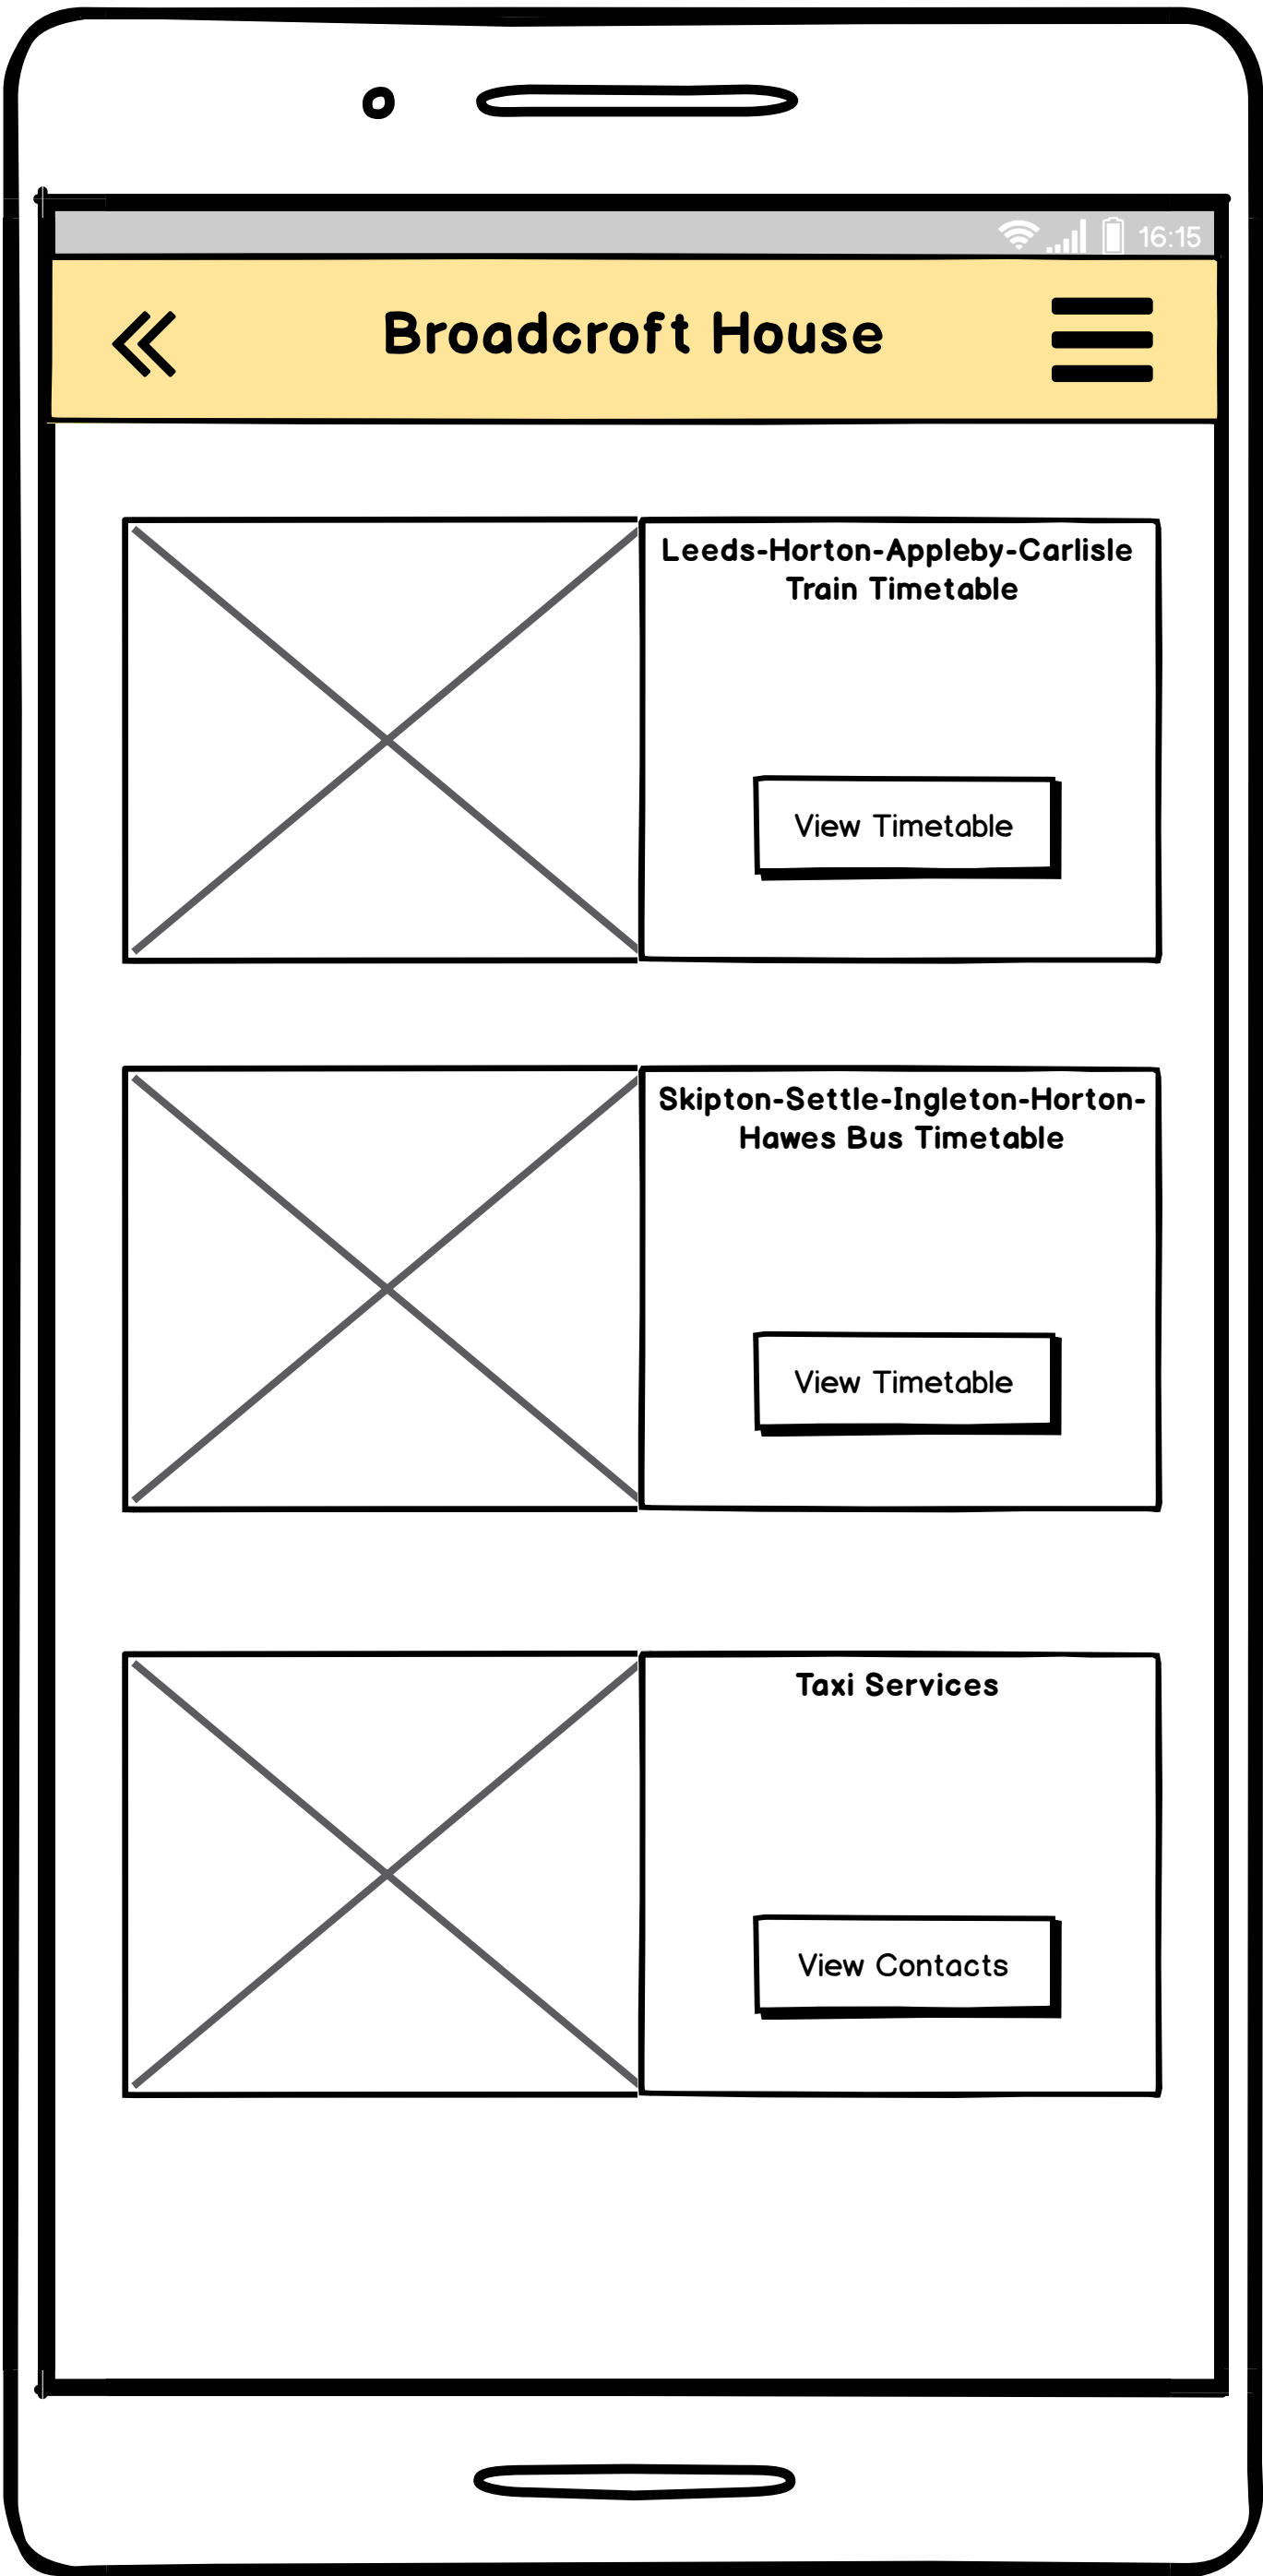 16:15
Broadcroft House
Leeds-Horton-Appleby-Carlisle
Train Timetable
View Timetable
Skipton-Settle-Ingleton-Horton-
Hawes Bus Timetable
View Timetable
Taxi Services
View Contacts